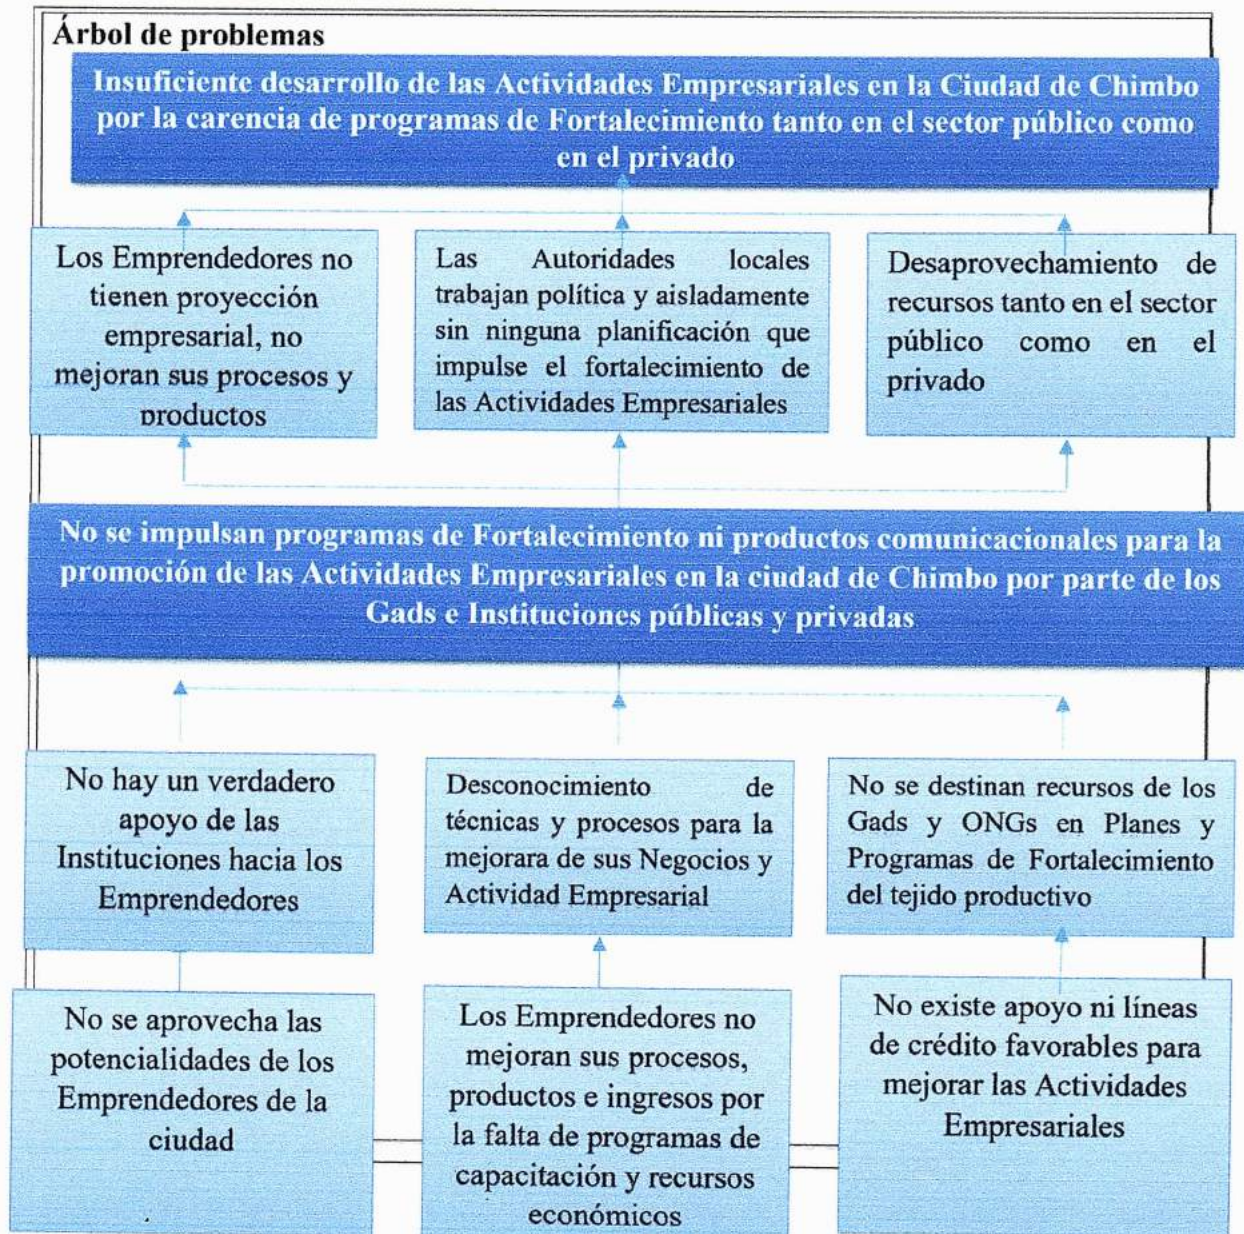 Árbol de problemas
Insuficiente desarrollo de las Actividades Empresariales en la Ciudad de Chimbo
por la carencia de programas de Fortalecimiento tanto en el sector público como
en el privado
Los Emprendedores no
tienen proyección
empresarial, no
mejoran sus procesos y
productos
Las Autoridades locales
trabajan política y aisladamente
sin ninguna planificación que
impulse el fortalecimiento de
las Actividades Empresariales
Desaprovechamiento de
recursos tanto en el sector
público como en el
privado
No se impulsan programas de Fortalecimiento ni productos comunicacionales para la
promoción de las Actividades Empresariales en la ciudad de Chimbo por parte de los
Gads e Instituciones públicas y privadas
No hay un verdadero
apoyo de las
Instituciones hacia los
Emprendedores
Desconocimiento de
técnicas y procesos para la
mejorara de sus Negocios y
Actividad Empresarial
No se destinan recursos de los
Gads y ONGs en Planes y
Programas de Fortalecimiento
del tejido productivo
No se aprovecha las
potencialidades de los
Emprendedores de la
ciudad
Los Emprendedores no
mejoran sus procesos,
productos e ingresos por
la falta de programas de
capacitación y recursos
económicos
No existe apoyo ni líneas
de crédito favorables para
mejorar las Actividades
Empresariales